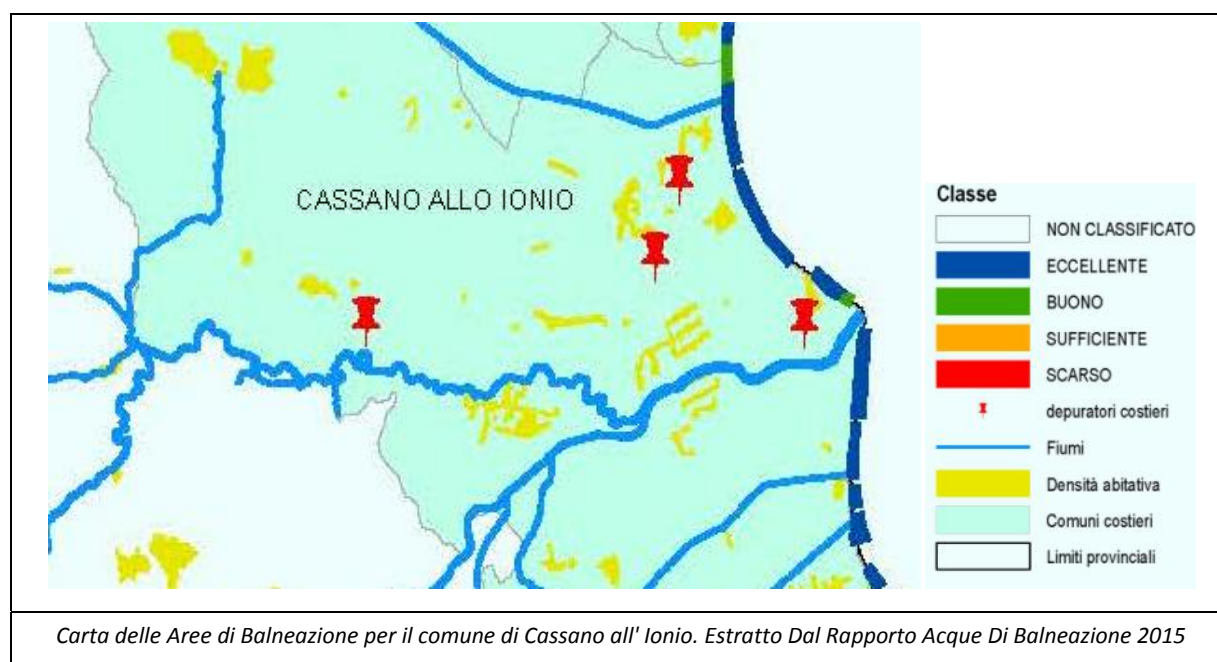 CASSANO ALLO IONIO
Classe
NON CLASSIFICATO
ECCELLENTE
BUONO
SUFFICIENTE
SCARSO
depuratori costieri
Fiumi
Densità abitativa
Comuni costieri
Limiti provinciali
Carta delle Aree di Balneazione per il comune di Cassano all' Ionio. Estratto Dal Rapporto Acque Di Balneazione 2015